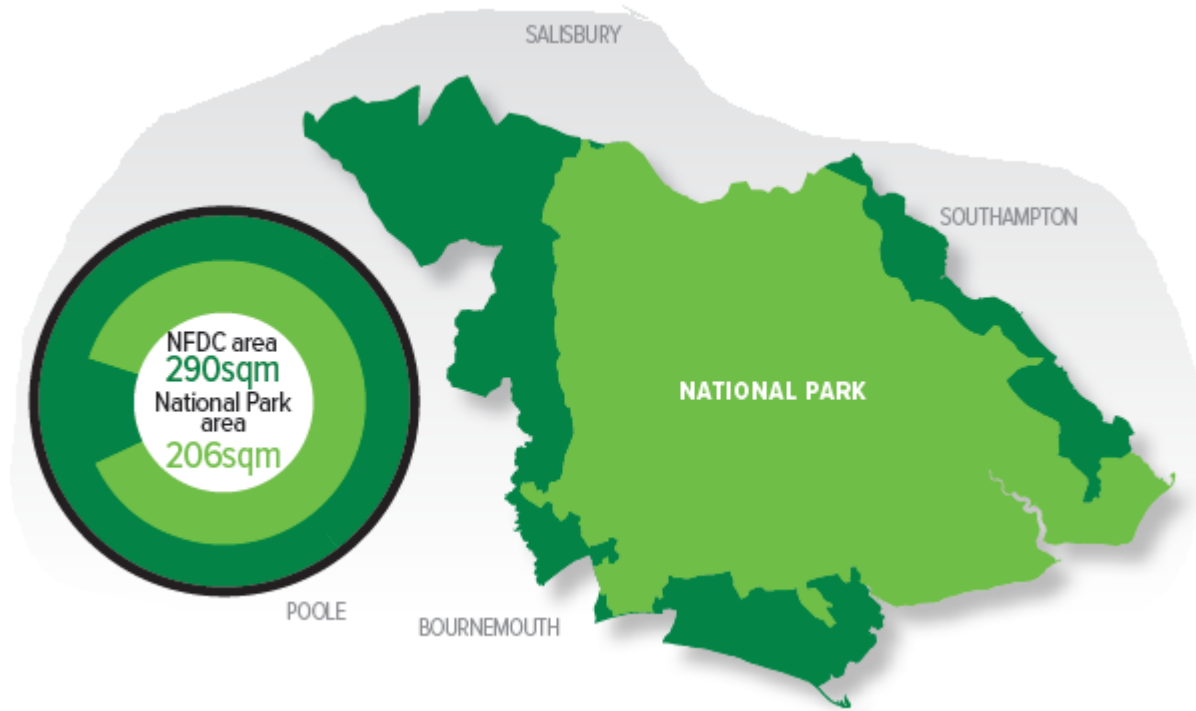 SALISBURY
SOUTHAMPTON
NFDC area
290sqm
National Park
area
206sqm
NATIONAL PARK
POOLE
BOURNEMOUTH